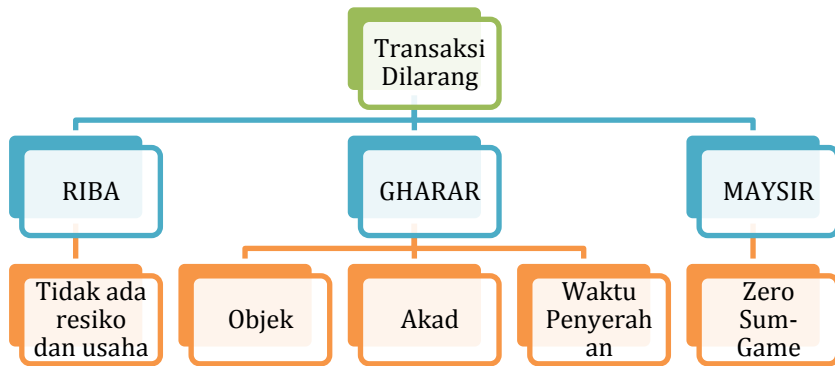 Transaksi
Dilarang
RIBA
GHARAR
MAYSIR
Tidak ada
resiko
dan usaha
Objek
Akad
Waktu
Penyerah
an
Zero
Sum-
Game